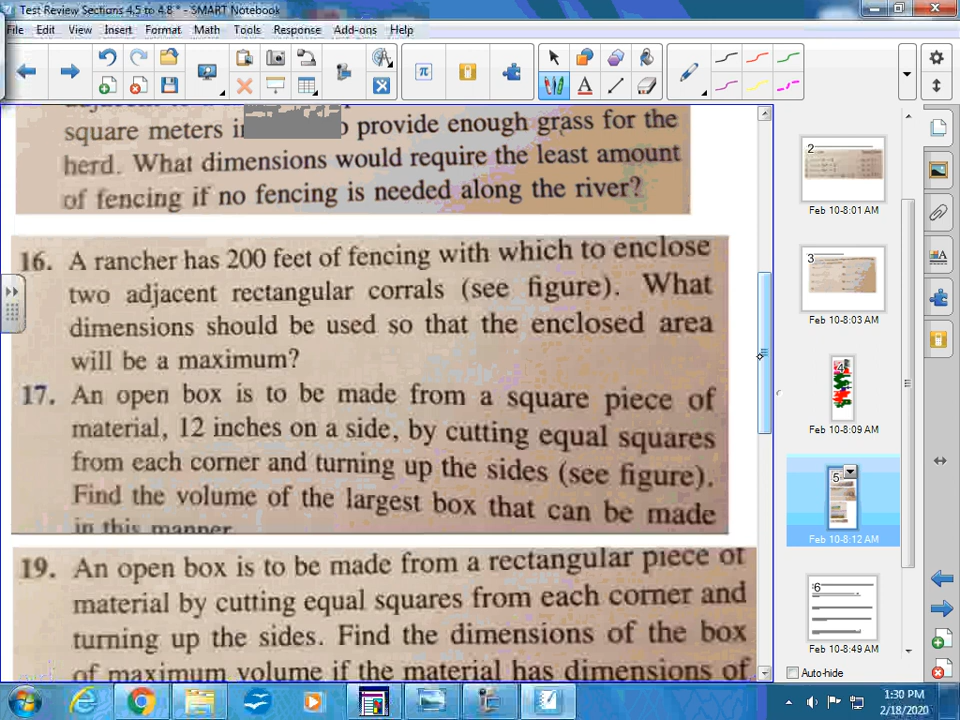 Test Review Sections 4.5 to 4.8 * - SMART Notebook
File Edit View Insert Format Math Tools Response Add-ons Help
square meters provide enough grass for the
herd. What dimensions would require the least amount
of fencing if no fencing is needed along the river?
16. A rancher has 200 feet of fencing with which to enclose
two adjacent rectangular corrals (see figure). What
dimensions should be used so that the enclosed area
will be a maximum?
17. An open box is to be made from a square piece of
material, 12 inches on a side, by cutting equal squares
from each corner and turning up the sides (see figure).
Find the volume of the largest box that can be made
in this manner.
19. An open box is to be made from a rectangular piece of
material by cutting equal squares from each corner and
turning up the sides. Find the dimensions of the box
of maximum volume if the material has dimensions of
2
Feb 10-8:01 AM
3
Feb 10-8:03 AM
4
Feb 10-8:09 AM
5
Feb 10-8:12 AM
6
Feb 10-8:49 AM
Auto-hide
1:30 PM
2/18/2020